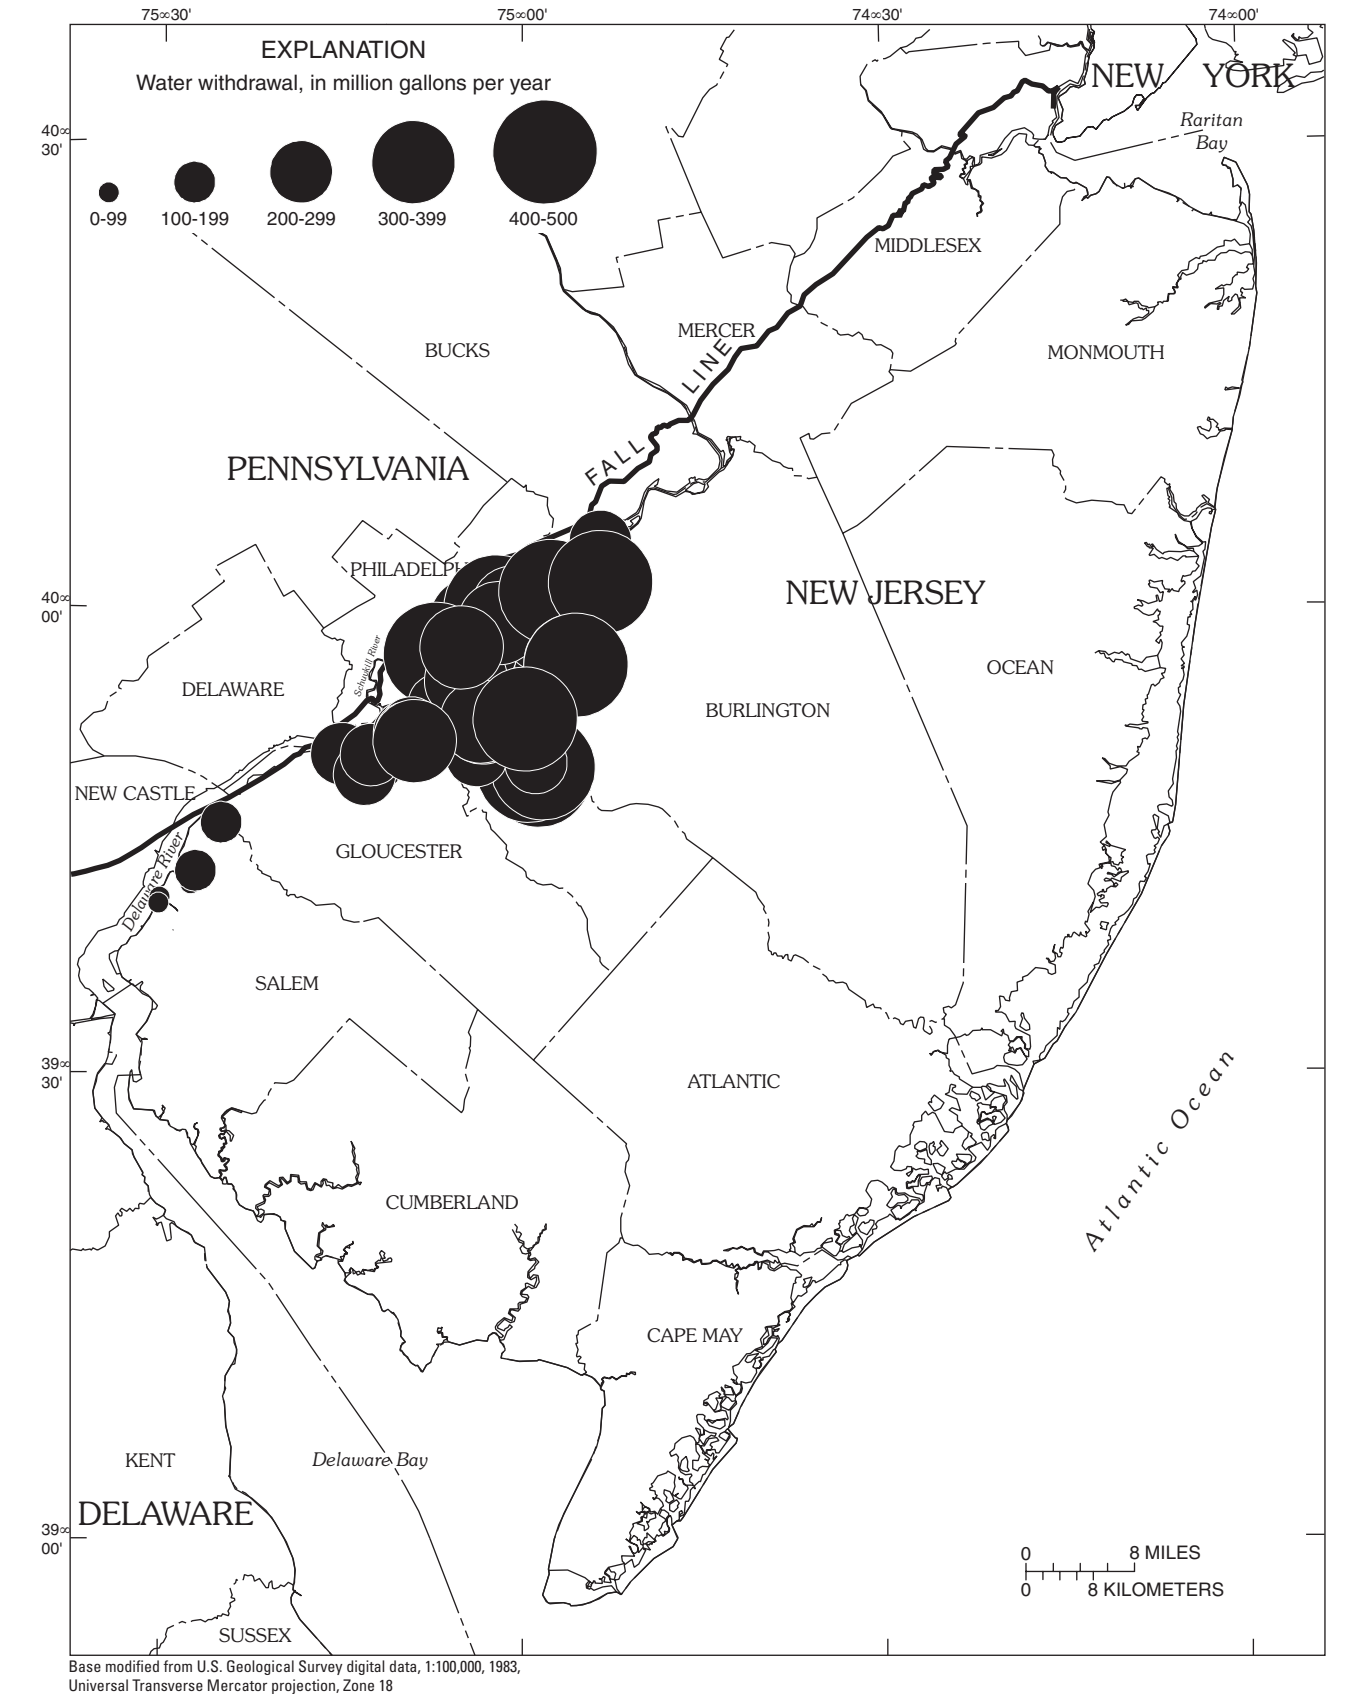 75∞30' 75∞00' 74∞30' 74∞00'
EXPLANATION
Water withdrawal, in million gallons per year
0-99 100-199 200-299 300-399 400-500
NEW YORK
Raritan
Bay
40∞
30'
MIDDLESEX
MERCER
BUCKS
MONMOUTH
FALL LINE
PENNSYLVANIA
PHILADELPH
40∞
00'
NEW JERSEY
Schuylkill River
OCEAN
DELAWARE
BURLINGTON
NEW CASTLE
GLOUCESTER
Delaware River
SALEM
39∞
30'
ATLANTIC
Atlantic Ocean
CUMBERLAND
CAPE MAY
KENT
Delaware Bay
DELAWARE
39∞
00'
0 8 MILES
0 8 KILOMETERS
SUSSEX
Base modified from U.S. Geological Survey digital data, 1:100,000, 1983,
Universal Transverse Mercator projection, Zone 18